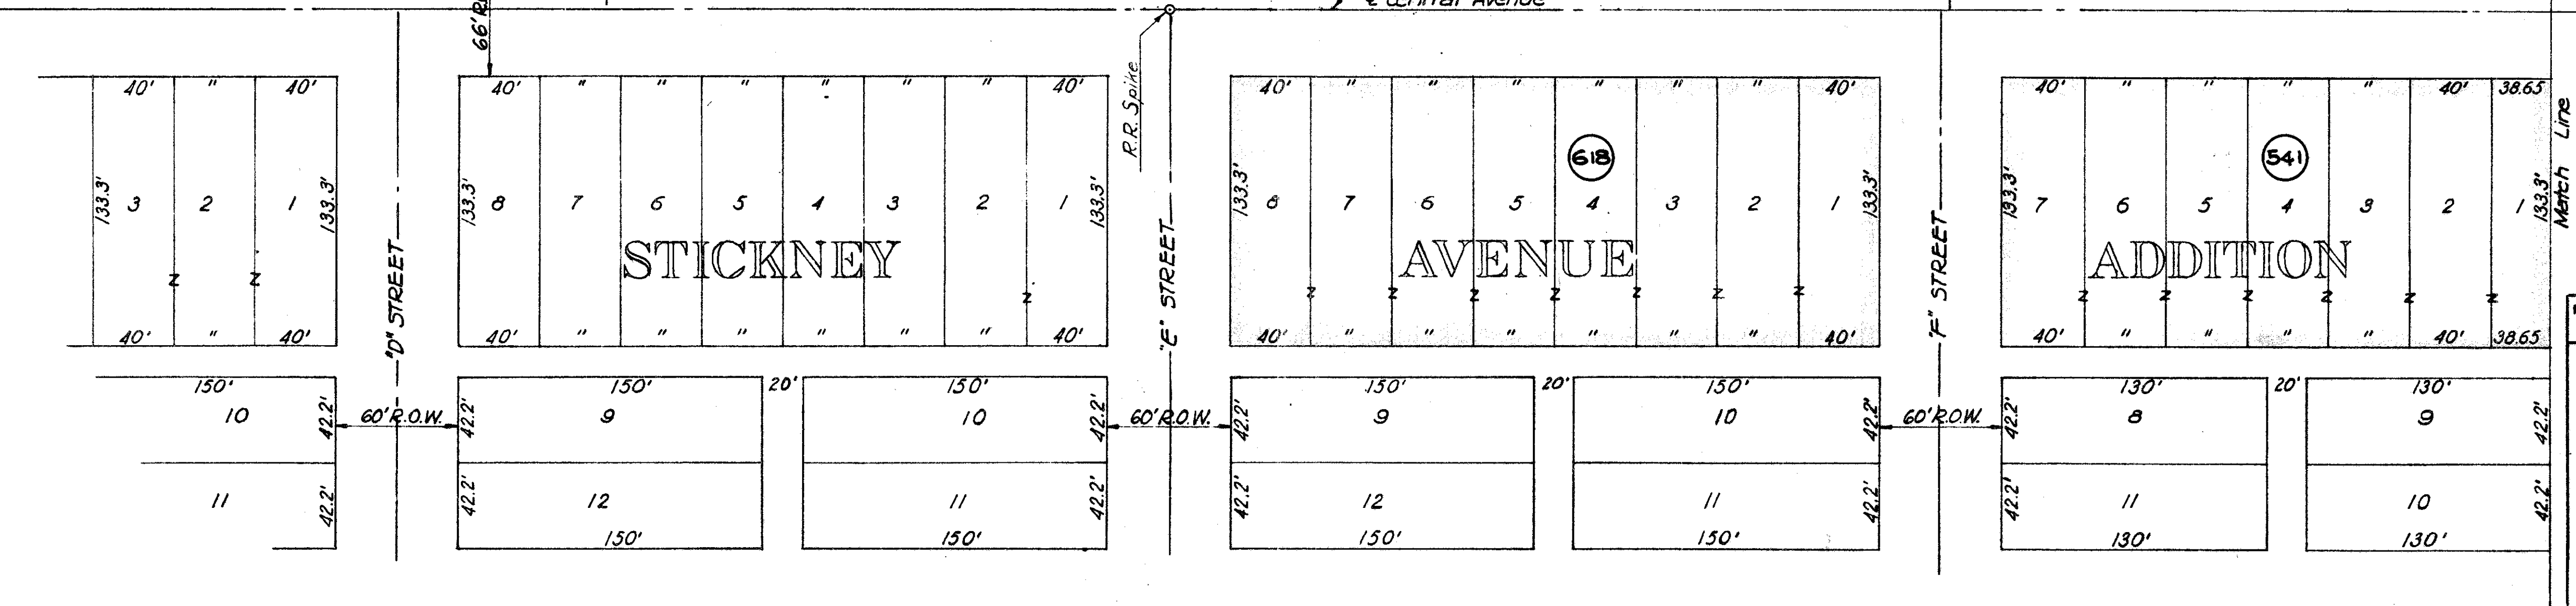 66' R.
℄ Central Avenue
R.R. Spike
40' " 40'
40' " " " " " " 40'
40' " " " " " " 40'
40' " " " " 40' 38.65
618
541
133.3' 3 2 1 133.3'
133.3' 8 7 6 5 4 3 2 1 133.3'
133.3' 8 7 6 5 4 3 2 1 133.3'
133.3' 7 6 5 4 3 2 1 133.3'
Match Line
STICKNEY AVENUE ADDITION
Z Z Z Z Z Z Z Z Z Z Z Z Z Z Z Z
"D" STREET
"E" STREET
"F" STREET
40' " 40'
40' " " " " " " 40'
40' " " " " " " 40'
40' " " " " 40' 38.65
150' 150' 20' 150' 150' 20' 150' 130' 20' 130'
10 42.2' 60' R.O.W. 42.2' 9 10 42.2' 60' R.O.W. 42.2' 9 10 42.2' 60' R.O.W. 42.2' 8 9 42.2'
11 42.2' 42.2' 12 11 42.2' 42.2' 12 11 42.2' 42.2' 11 10 42.2'
150' 150' 150' 150' 130' 130'